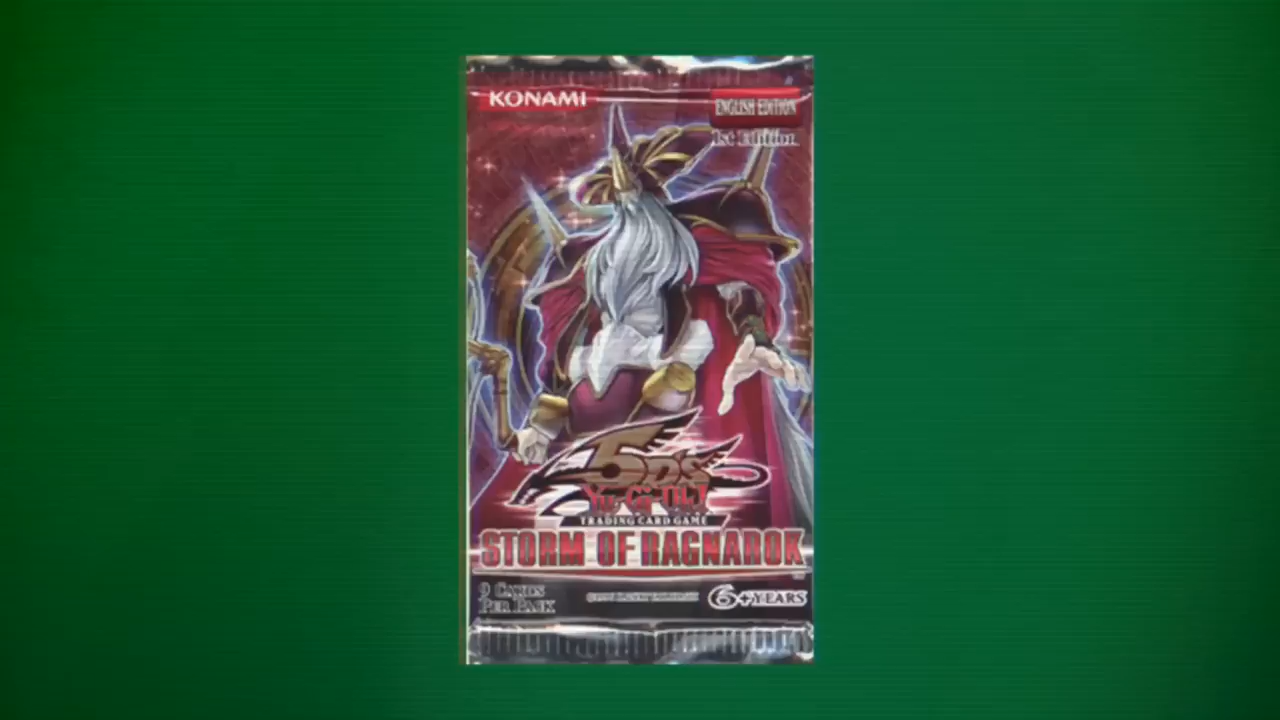 KONAMI
ENGLISH EDITION
1st Edition
5D's
Yu-Gi-Oh!
TRADING CARD GAME
STORM OF RAGNAROK
9 CARDS
PER PACK
6+YEARS